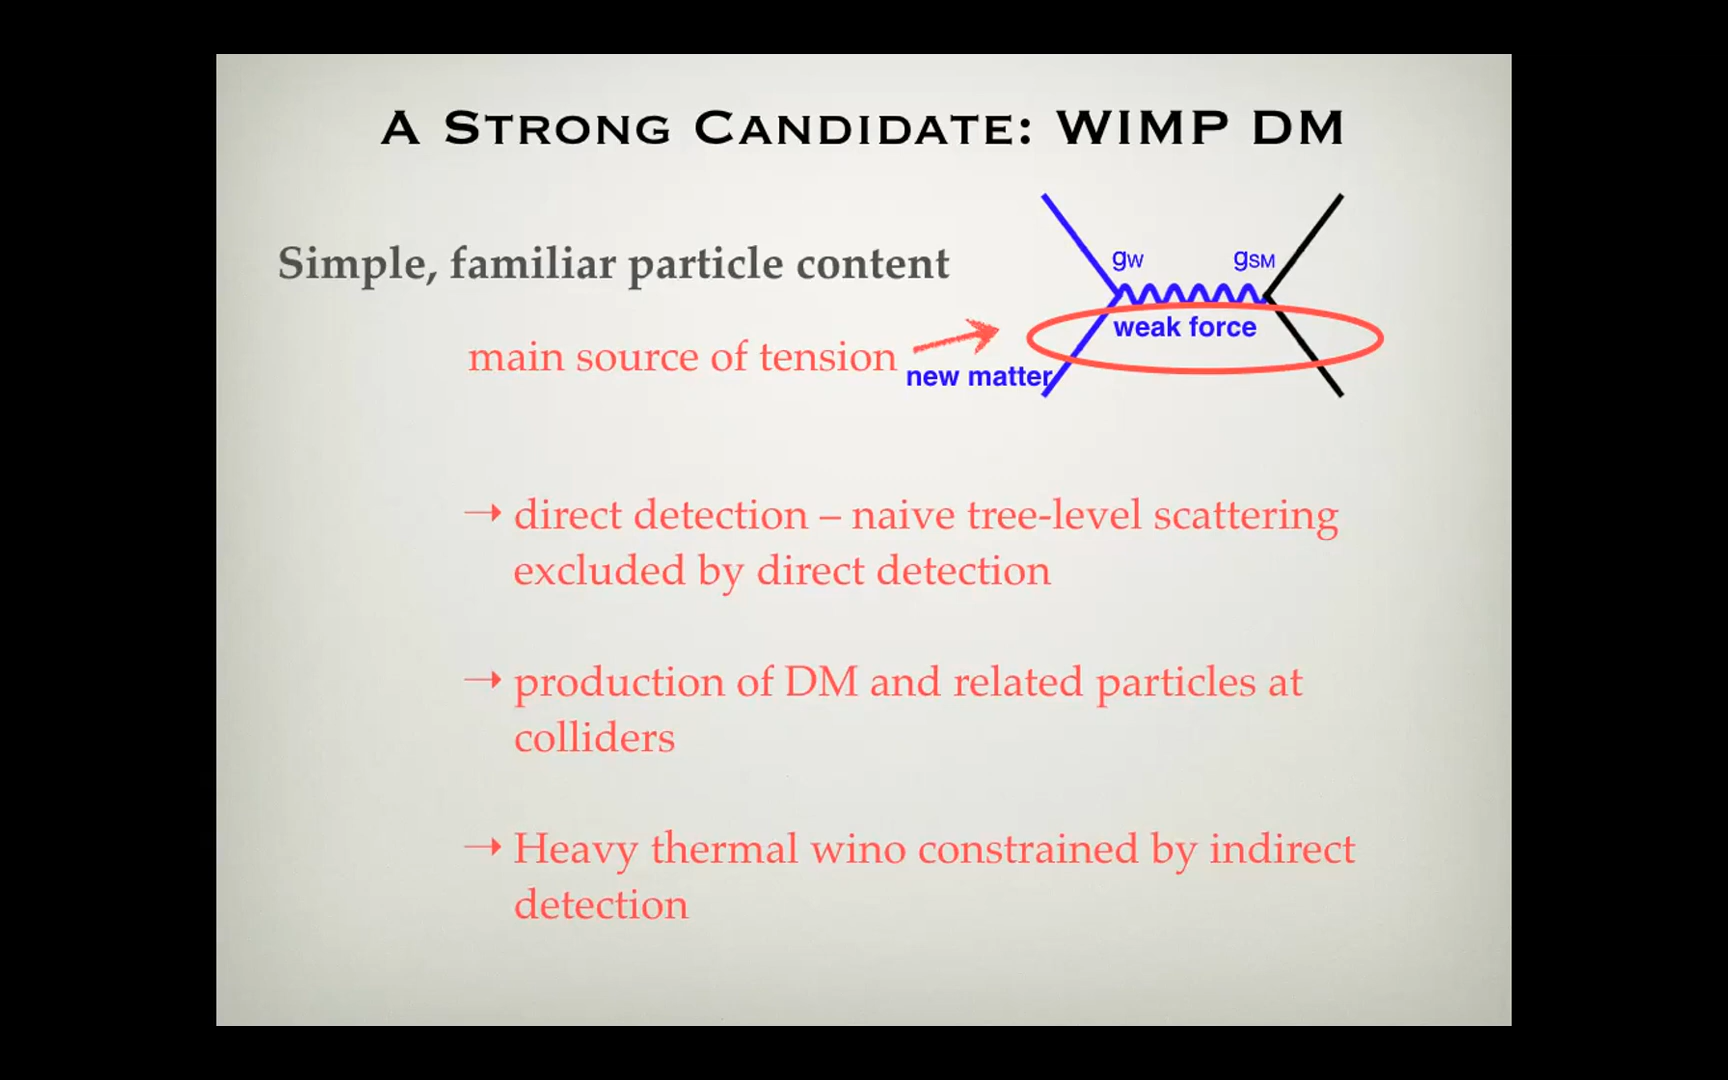 A STRONG CANDIDATE: WIMP DM
Simple, familiar particle content
gw gSM
weak force
main source of tension
new matter
→ direct detection – naive tree-level scattering
excluded by direct detection
→ production of DM and related particles at
colliders
→ Heavy thermal wino constrained by indirect
detection